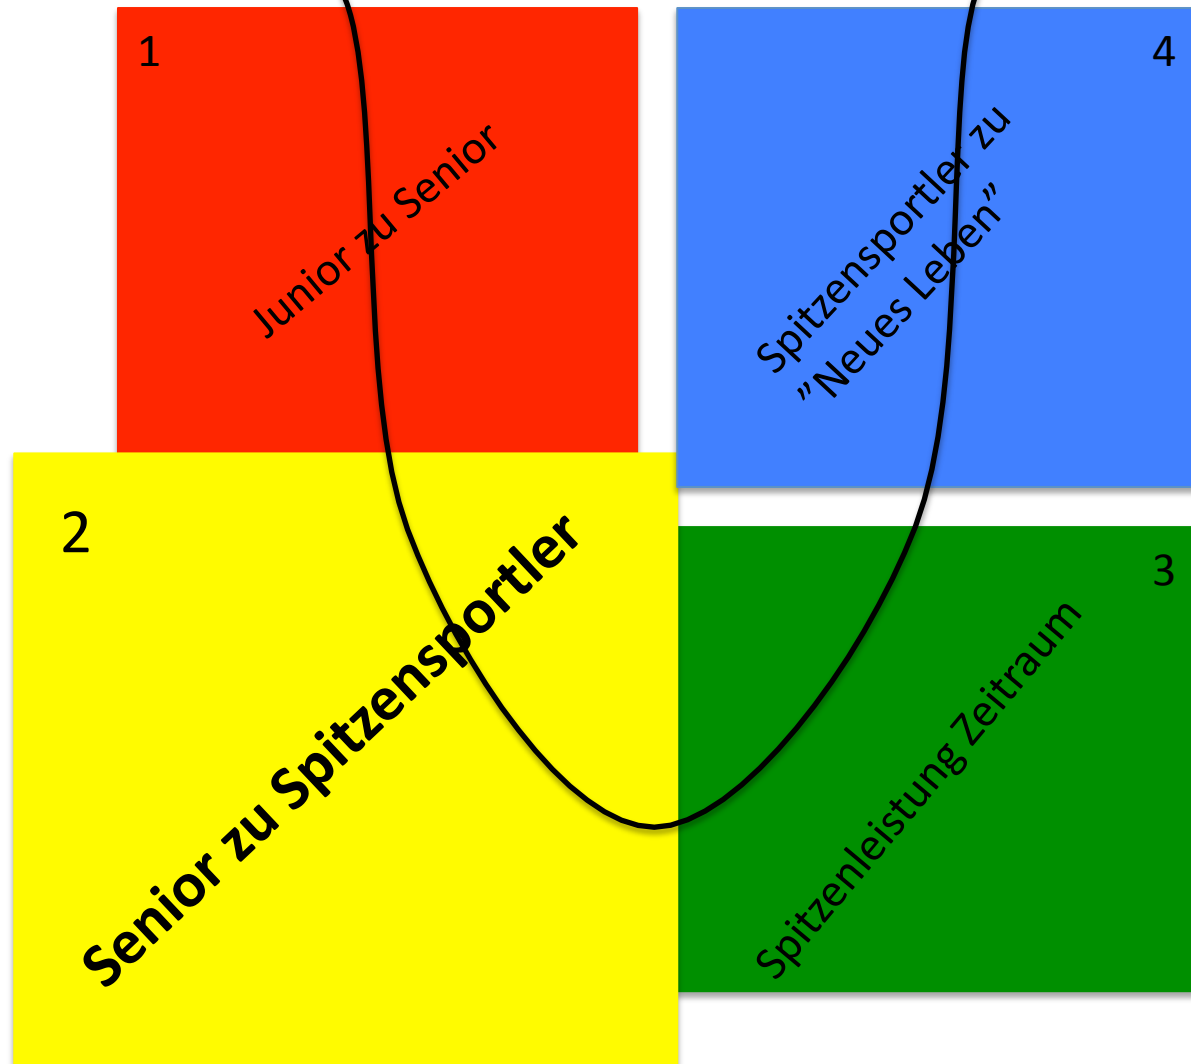 1
Junior zu Senior
2
Senior zu Spitzensportler
3
Spitzenleistung Zeitraum
4
Spitzensportler zu
”Neues Leben”